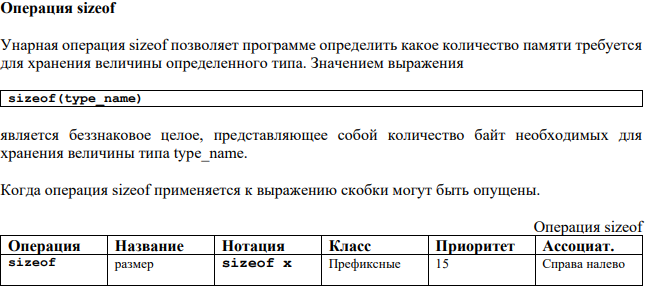 Операция sizeof
Унарная операция sizeof позволяет программе определить какое количество памяти требуется
для хранения величины определенного типа. Значением выражения
sizeof(type_name)
является беззнаковое целое, представляющее собой количество байт необходимых для
хранения величины типа type_name.
Когда операция sizeof применяется к выражению скобки могут быть опущены.
Операция sizeof
Операция Название Нотация Класс Приоритет Ассоциат.
sizeof размер sizeof x Префиксные 15 Справа налево